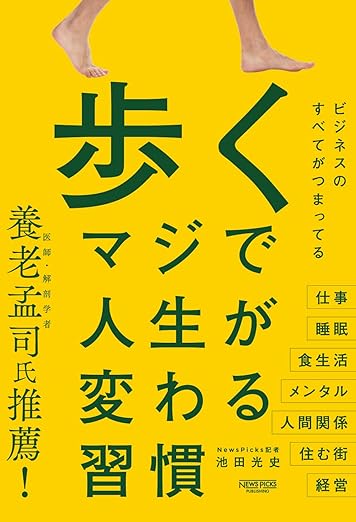 ビジネスの
すべてがつまってる
歩く
マジで
人生が
変わる
習慣
仕事
睡眠
食生活
メンタル
人間関係
住む街
経営
医師・解剖学者
養老孟司氏推薦!
NewsPicks記者
池田光史
NEWS PICKS
PUBLISHING